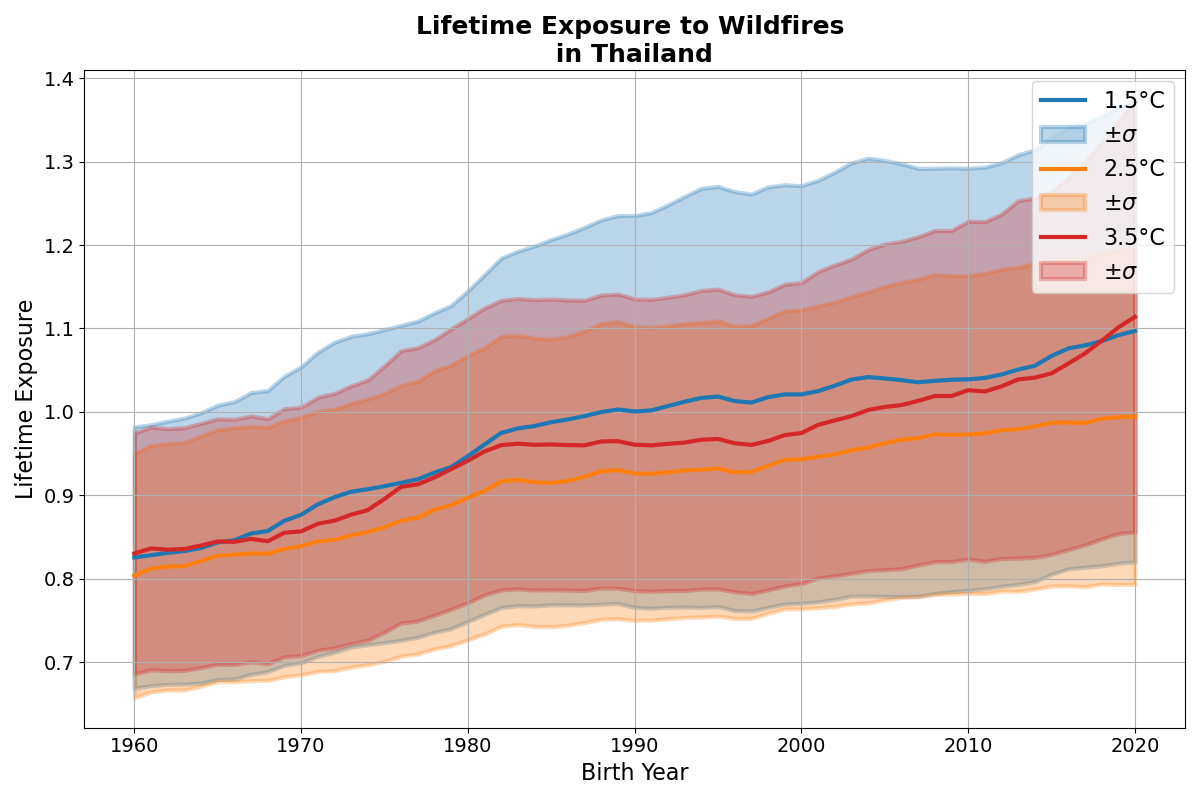 Lifetime Exposure to Wildfires
in Thailand
1.4
1.3
1.2
1.1
1.0
0.9
0.8
0.7
Lifetime Exposure
1960
1970
1980
1990
2000
2010
2020
Birth Year
1.5°C
±σ
2.5°C
±σ
3.5°C
±σ